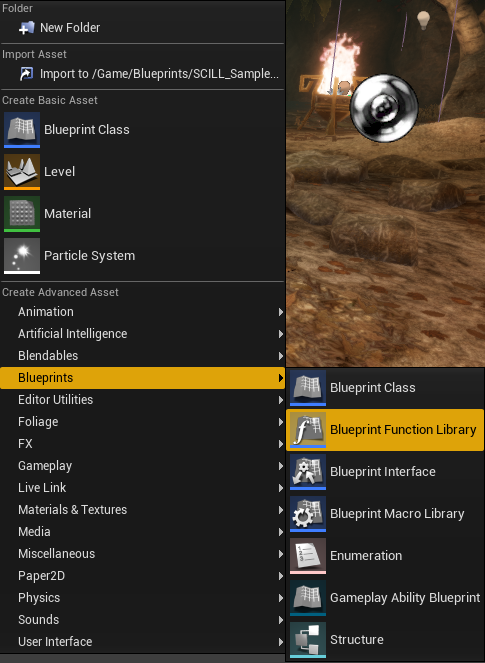 Folder
New Folder
Import Asset
Import to /Game/Blueprints/SCILL_Sample...
Create Basic Asset
Blueprint Class
Level
Material
Particle System
Create Advanced Asset
Animation
Artificial Intelligence
Blendables
Blueprints
Editor Utilities
Foliage
FX
Gameplay
Live Link
Materials & Textures
Media
Miscellaneous
Paper2D
Physics
Sounds
User Interface
Blueprint Class
Blueprint Function Library
Blueprint Interface
Blueprint Macro Library
Enumeration
Gameplay Ability Blueprint
Structure